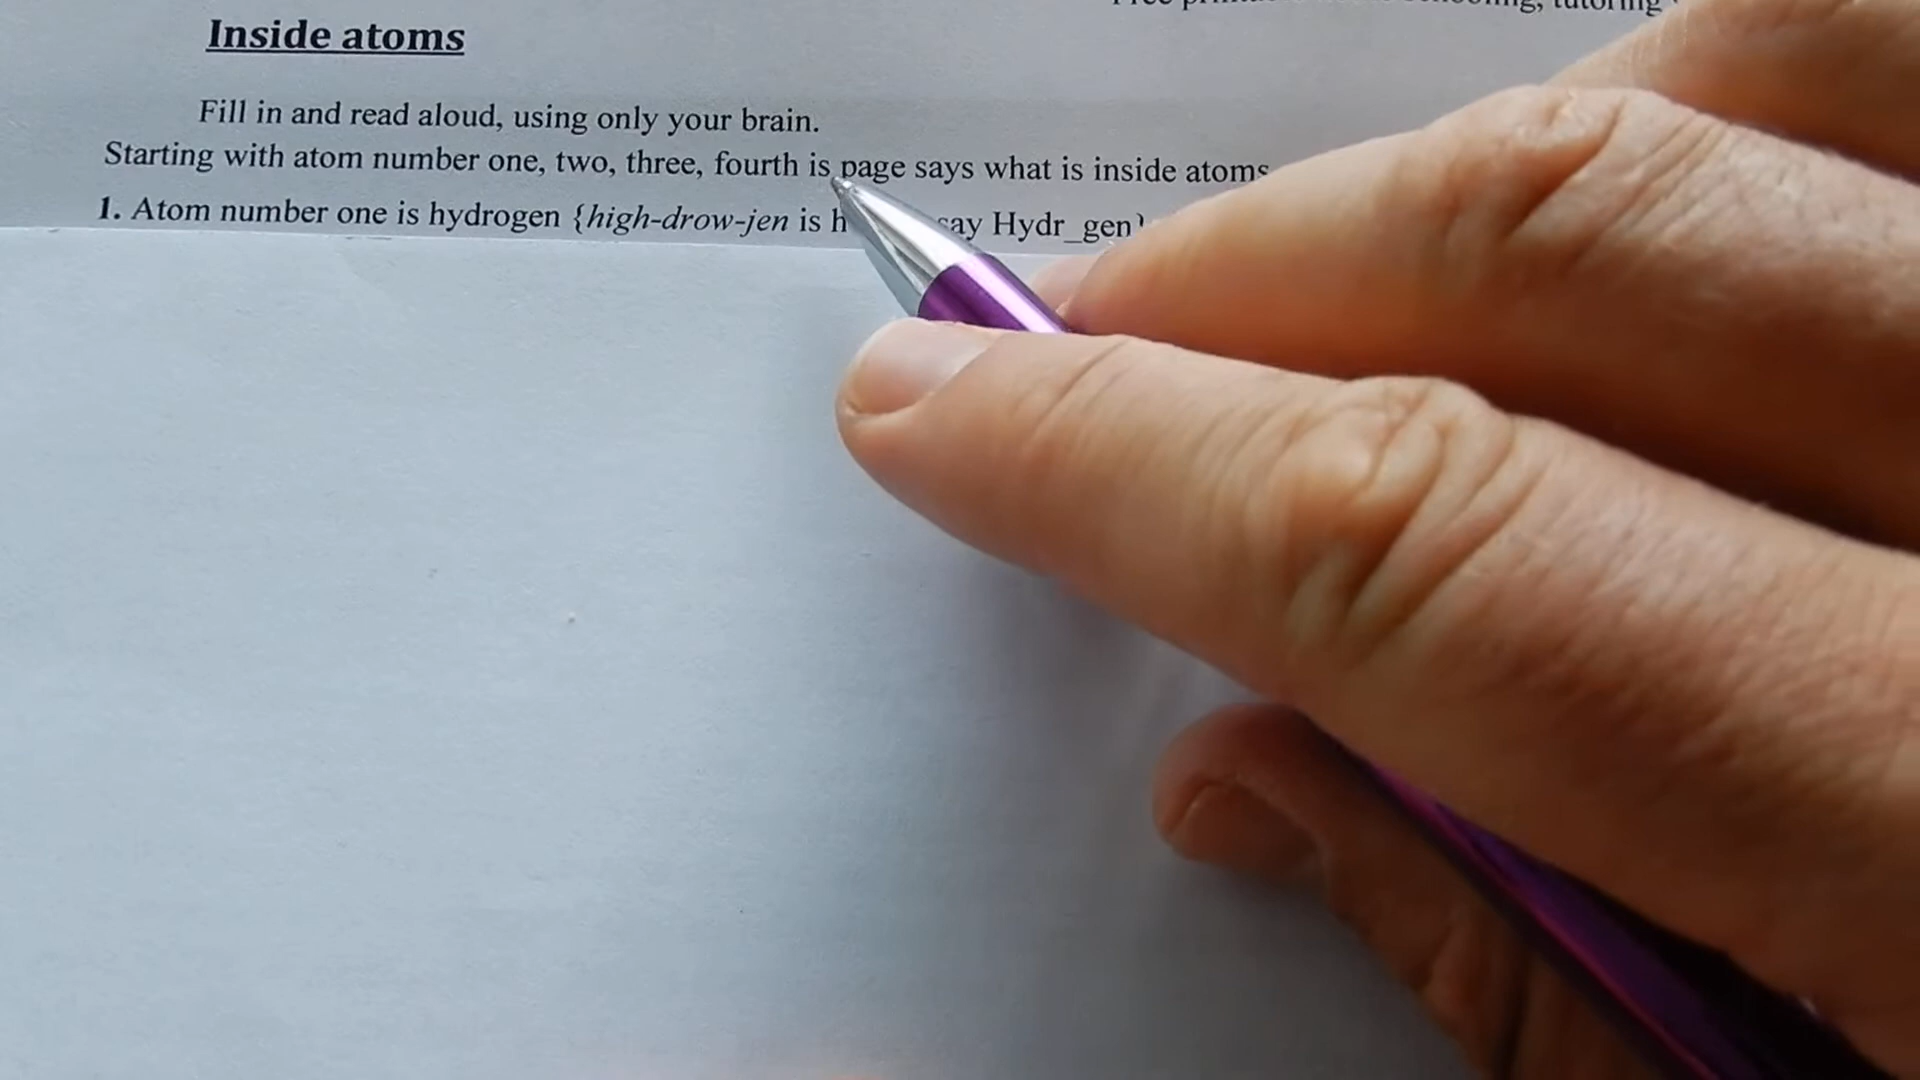 tutoring
Inside atoms
Fill in and read aloud, using only your brain.
Starting with atom number one, two, three, fourth is page says what is inside atoms
1. Atom number one is hydrogen {high-drow-jen is say Hydr_gen}